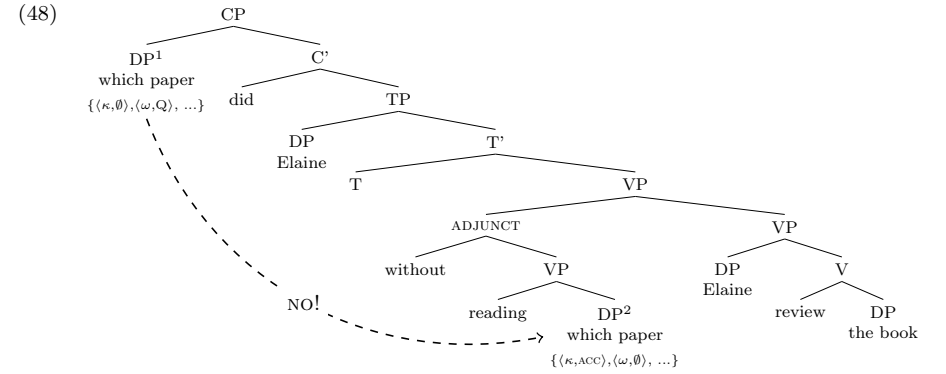 (48)
CP
DP¹
which paper
{⟨κ,∅⟩,⟨ω,Q⟩, ...}
C'
did
TP
DP
Elaine
T'
T
VP
ADJUNCT
VP
without
VP
DP
Elaine
V
reading
DP²
which paper
{⟨κ,ACC⟩,⟨ω,∅⟩, ...}
review
DP
the book
NO!